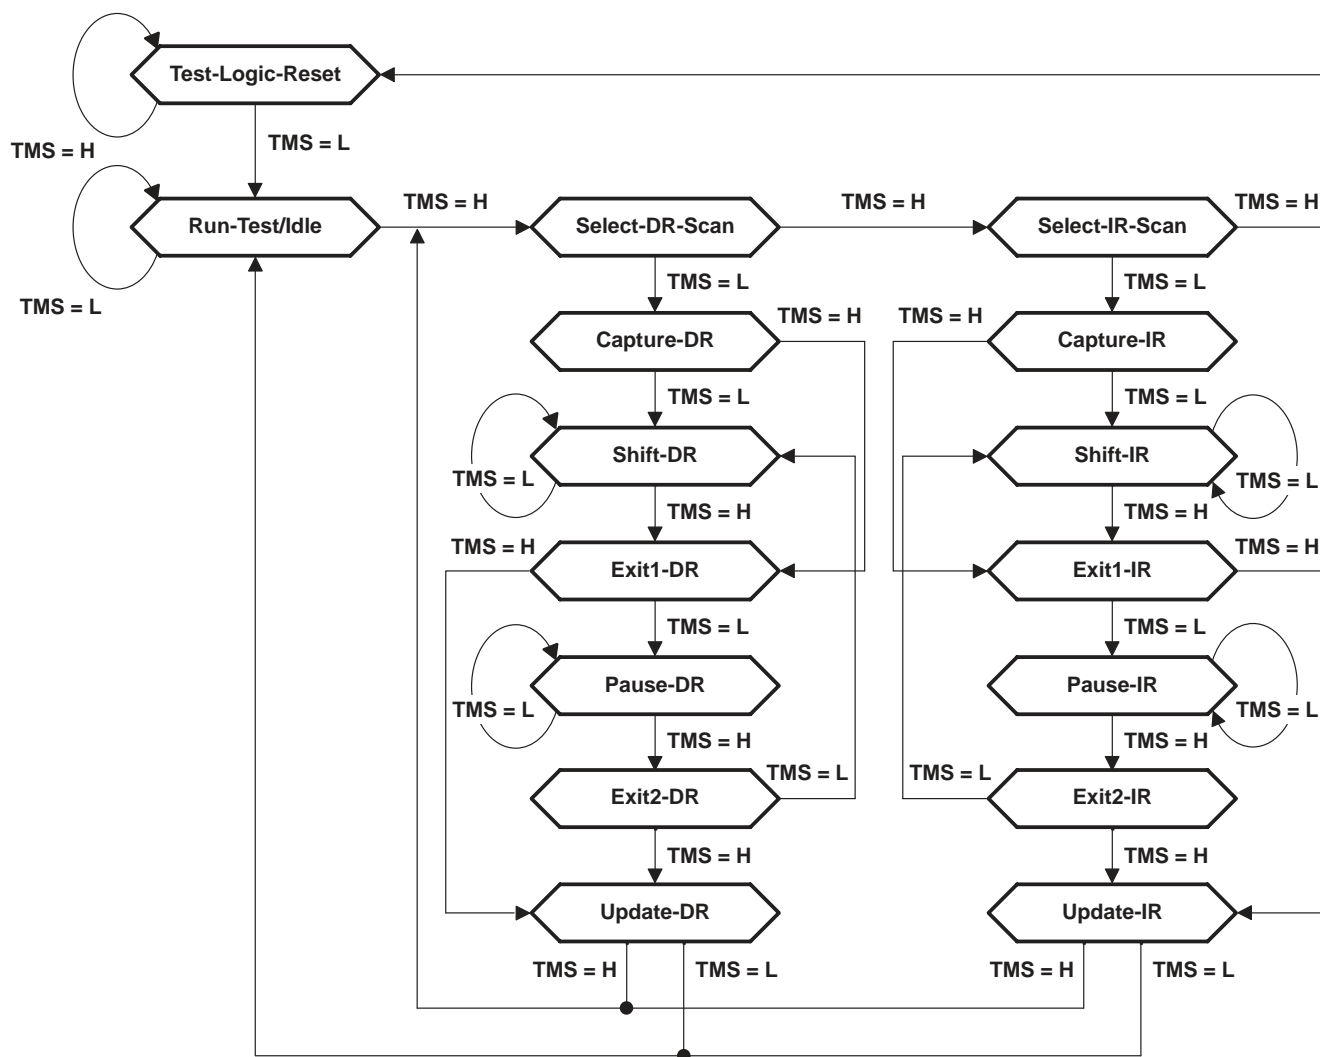 Test-Logic-Reset
TMS = H
TMS = L
TMS = H
TMS = H
TMS = H
Run-Test/Idle
Select-DR-Scan
Select-IR-Scan
TMS = L
TMS = L
TMS = L
TMS = H
TMS = H
Capture-DR
Capture-IR
TMS = L
TMS = L
Shift-DR
Shift-IR
TMS = L
TMS = L
TMS = H
TMS = H
TMS = H
TMS = H
Exit1-DR
Exit1-IR
TMS = L
TMS = L
Pause-DR
Pause-IR
TMS = L
TMS = L
TMS = H
TMS = H
TMS = L
TMS = L
Exit2-DR
Exit2-IR
TMS = H
TMS = H
Update-DR
Update-IR
TMS = H
TMS = L
TMS = H
TMS = L